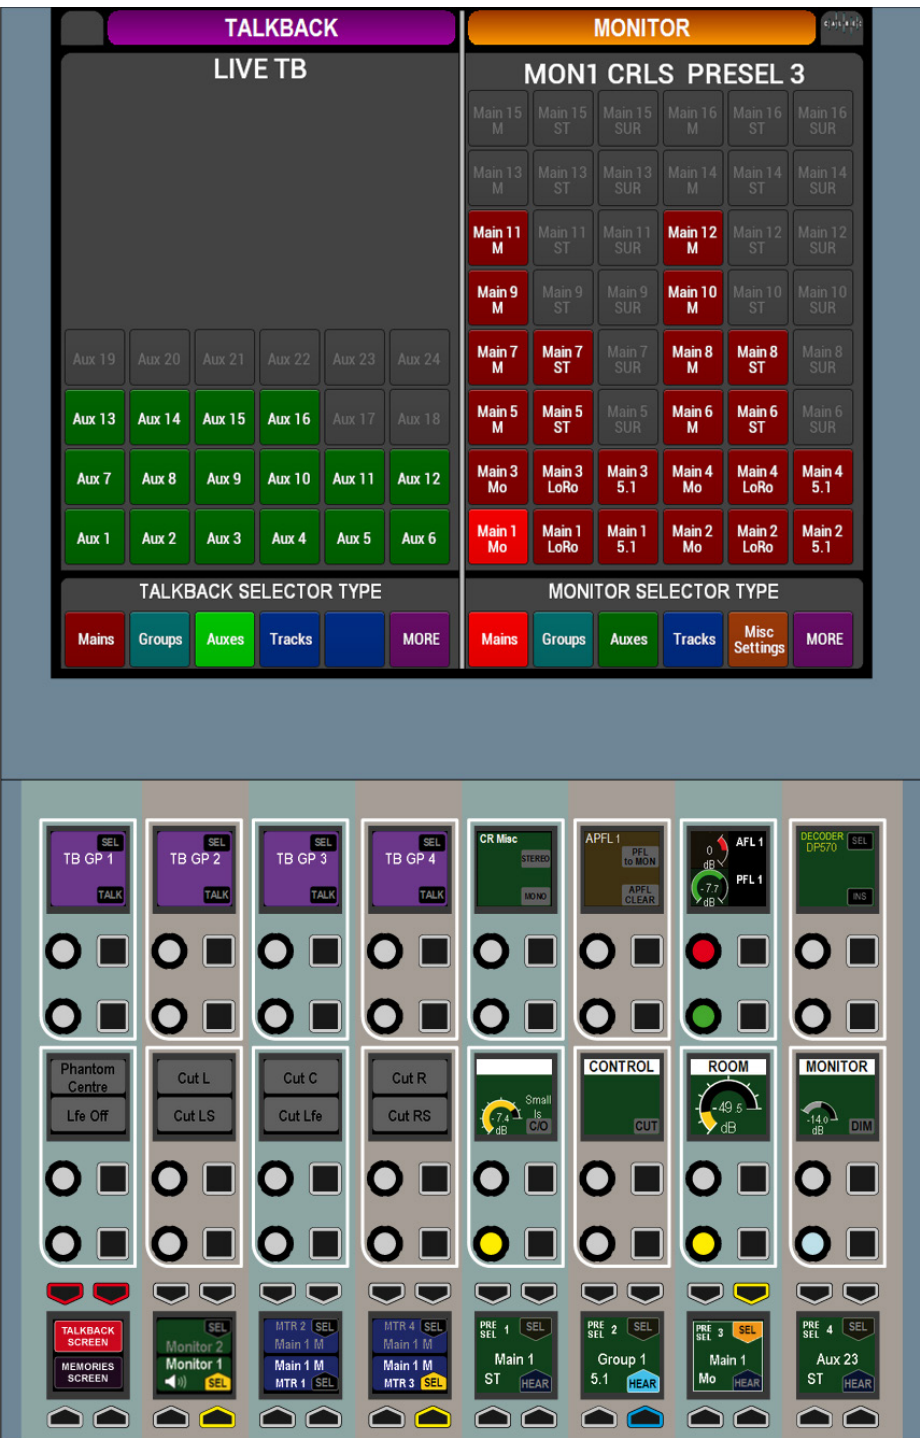 TALKBACK
MONITOR
CALREC
LIVE TB
MON1 CRLS PRESEL 3
Main 15 M
Main 15 ST
Main 15 SUR
Main 16 M
Main 16 ST
Main 16 SUR
Main 13 M
Main 13 ST
Main 13 SUR
Main 14 M
Main 14 ST
Main 14 SUR
Main 11 M
Main 11 ST
Main 11 SUR
Main 12 M
Main 12 ST
Main 12 SUR
Main 9 M
Main 9 ST
Main 9 SUR
Main 10 M
Main 10 ST
Main 10 SUR
Aux 19
Aux 20
Aux 21
Aux 22
Aux 23
Aux 24
Main 7 M
Main 7 ST
Main 7 SUR
Main 8 M
Main 8 ST
Main 8 SUR
Aux 13
Aux 14
Aux 15
Aux 16
Aux 17
Aux 18
Main 5 M
Main 5 ST
Main 5 SUR
Main 6 M
Main 6 ST
Main 6 SUR
Aux 7
Aux 8
Aux 9
Aux 10
Aux 11
Aux 12
Main 3 Mo
Main 3 LoRo
Main 3 5.1
Main 4 Mo
Main 4 LoRo
Main 4 5.1
Aux 1
Aux 2
Aux 3
Aux 4
Aux 5
Aux 6
Main 1 Mo
Main 1 LoRo
Main 1 5.1
Main 2 Mo
Main 2 LoRo
Main 2 5.1
TALKBACK SELECTOR TYPE
MONITOR SELECTOR TYPE
Mains
Groups
Auxes
Tracks
MORE
Mains
Groups
Auxes
Tracks
Misc Settings
MORE
SEL
TB GP 1
TALK
SEL
TB GP 2
TALK
SEL
TB GP 3
TALK
SEL
TB GP 4
TALK
CR Misc
STEREO
MONO
APFL 1
PFL to MON
APFL CLEAR
0 dB
AFL 1
-7.7 dB
PFL 1
DECODER DP570
SEL
INS
Phantom Centre
Lfe Off
Cut L
Cut LS
Cut C
Cut Lfe
Cut R
Cut RS
-7.4 dB
Small ls
C/O
CONTROL
CUT
ROOM
-49.5 dB
MONITOR
-14.0 dB
DIM
TALKBACK SCREEN
MEMORIES SCREEN
SEL
Monitor 2
Monitor 1
SEL
MTR 2 SEL
Main 1 M
Main 1 M
MTR 1 SEL
MTR 4 SEL
Main 1 M
Main 1 M
MTR 3 SEL
PRE SEL 1 SEL
Main 1
ST HEAR
PRE SEL 2 SEL
Group 1
5.1 HEAR
PRE SEL 3 SEL
Main 1
Mo HEAR
PRE SEL 4 SEL
Aux 23
ST HEAR